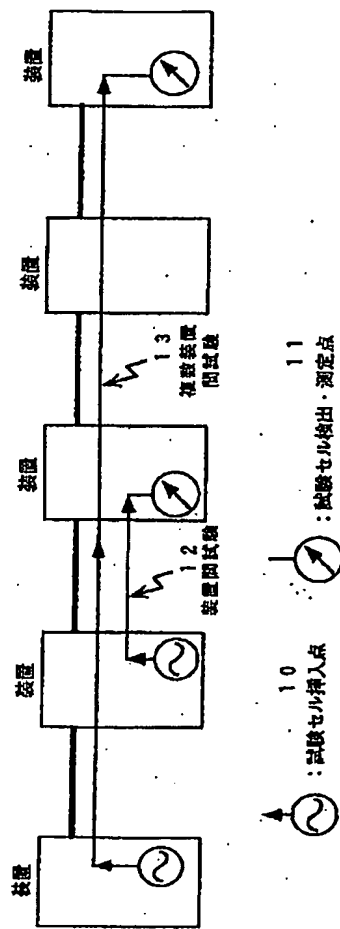 装置
装置
装置
装置
装置
12
装置間試験
13
複数装置
間試験
10
：試験セル挿入点
11
：試験セル検出・測定点